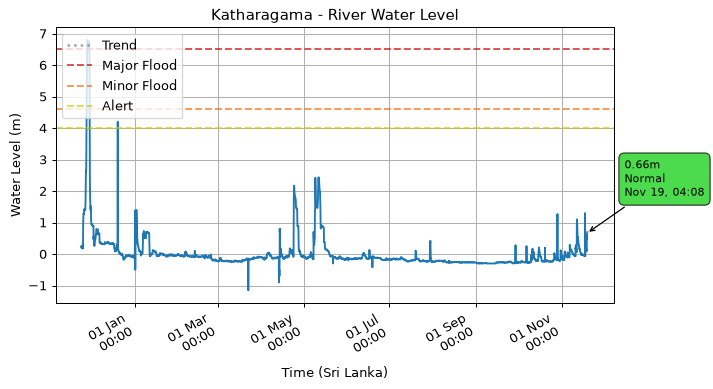 Katharagama - River Water Level
Trend
Major Flood
Minor Flood
Alert
7
6
5
4
3
2
1
0
−1
Water Level (m)
0.66m
Normal
Nov 19, 04:08
01 Jan
00:00
01 Mar
00:00
01 May
00:00
01 Jul
00:00
01 Sep
00:00
01 Nov
00:00
Time (Sri Lanka)